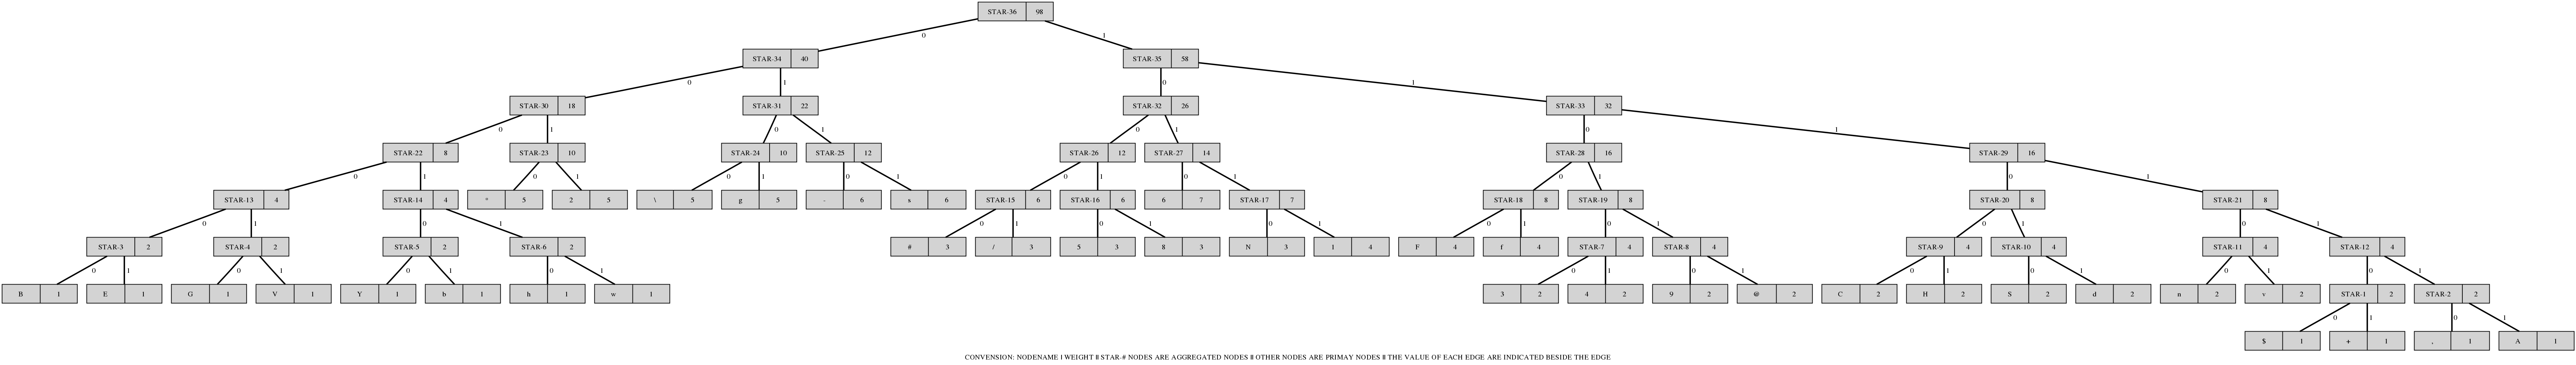 STAR-36 98
0 1
STAR-34 40 STAR-35 58
0 1 0 1
STAR-30 18 STAR-31 22 STAR-32 26 STAR-33 32
0 1 0 1 0 1 0 1
STAR-22 8 STAR-23 10 STAR-24 10 STAR-25 12 STAR-26 12 STAR-27 14 STAR-28 16 STAR-29 16
0 1 0 1 0 1 0 1 0 1 0 1 0 1 0 1
STAR-13 4 STAR-14 4 5 2 5 \ 5 g 5 - 6 s 6 STAR-15 6 STAR-16 6 6 7 STAR-17 7 STAR-18 8 STAR-19 8 STAR-20 8 STAR-21 8
0 1 0 1 0 1 0 1 0 1 0 1 0 1 0 1 0 1
STAR-3 2 STAR-4 2 STAR-5 2 STAR-6 2 # 3 / 3 5 3 8 3 N 3 1 4 F 4 f 4 STAR-7 4 STAR-8 4 STAR-9 4 STAR-10 4 STAR-11 4 STAR-12 4
0 1 0 1 0 1 0 1 0 1 0 1 0 1 0 1 0 1 0 1
B 1 E 1 G 1 V 1 Y 1 b 1 h 1 w 1 3 2 4 2 9 2 @ 2 C 2 H 2 S 2 d 2 n 2 v 2 STAR-1 2 STAR-2 2
0 1 0 1
$ 1 + 1 , 1 A 1
CONVENSION: NODENAME | WEIGHT || STAR-# NODES ARE AGGREGATED NODES || OTHER NODES ARE PRIMAY NODES || THE VALUE OF EACH EDGE ARE INDICATED BESIDE THE EDGE